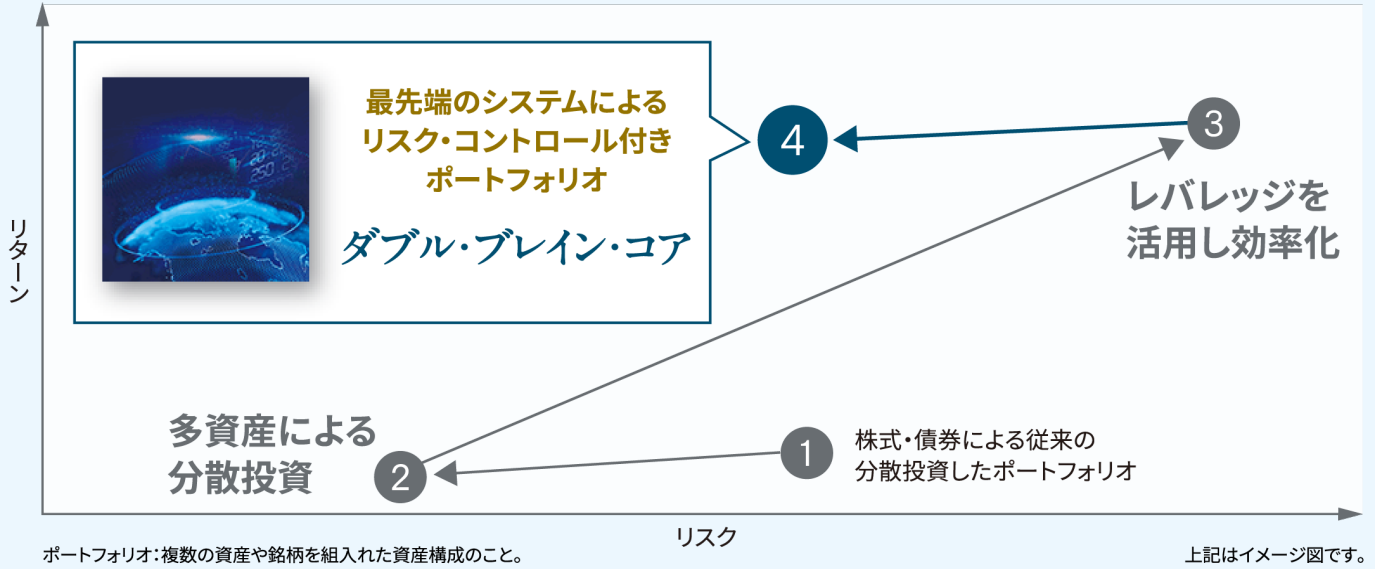 リターン
最先端のシステムによる
リスク・コントロール付き
ポートフォリオ
ダブル・ブレイン・コア
4
3
レバレッジを
活用し効率化
多資産による
分散投資
2
1
株式・債券による従来の
分散投資したポートフォリオ
リスク
ポートフォリオ：複数の資産や銘柄を組入れた資産構成のこと。
上記はイメージ図です。